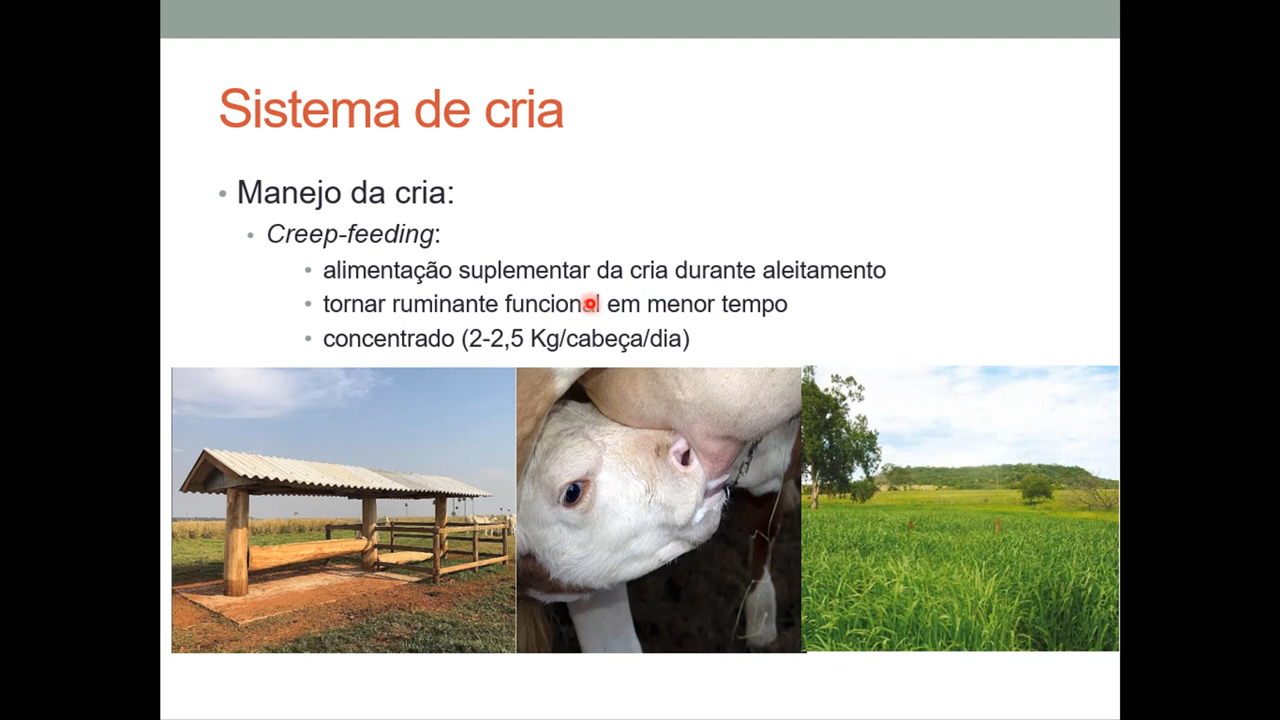 Sistema de cria
• Manejo da cria:
• Creep-feeding:
• alimentação suplementar da cria durante aleitamento
• tornar ruminante funcional em menor tempo
• concentrado (2-2,5 Kg/cabeça/dia)